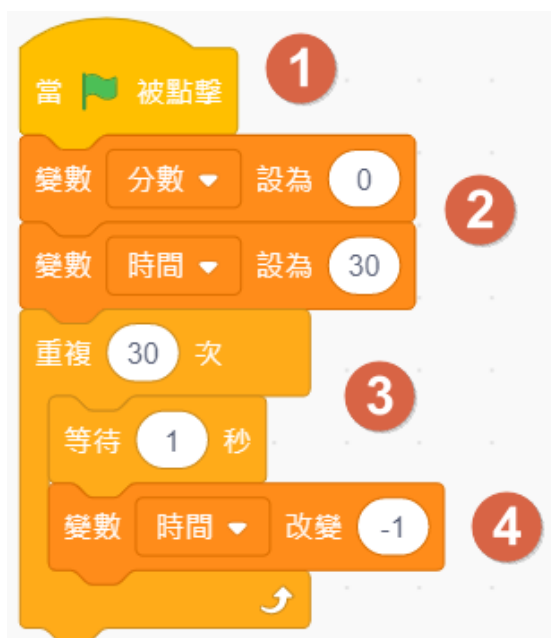 當 被點擊 1
變數 分數 設為 0
2
變數 時間 設為 30
重複 30 次
3
等待 1 秒
變數 時間 改變 -1 4